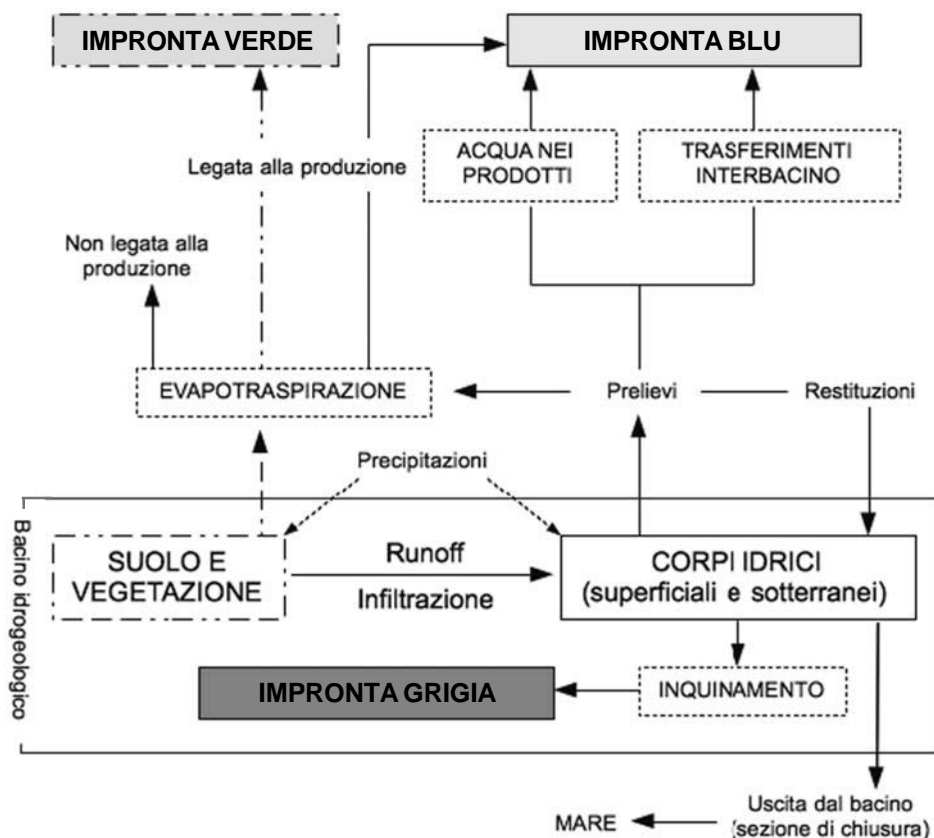 IMPRONTA VERDE
IMPRONTA BLU
Legata alla produzione
ACQUA NEI
PRODOTTI
TRASFERIMENTI
INTERBACINO
Non legata alla
produzione
EVAPOTRASPIRAZIONE
Prelievi
Restituzioni
Precipitazioni
Bacino idrogeologico
SUOLO E
VEGETAZIONE
Runoff
Infiltrazione
CORPI IDRICI
(superficiali e sotterranei)
IMPRONTA GRIGIA
INQUINAMENTO
MARE
Uscita dal bacino
(sezione di chiusura)